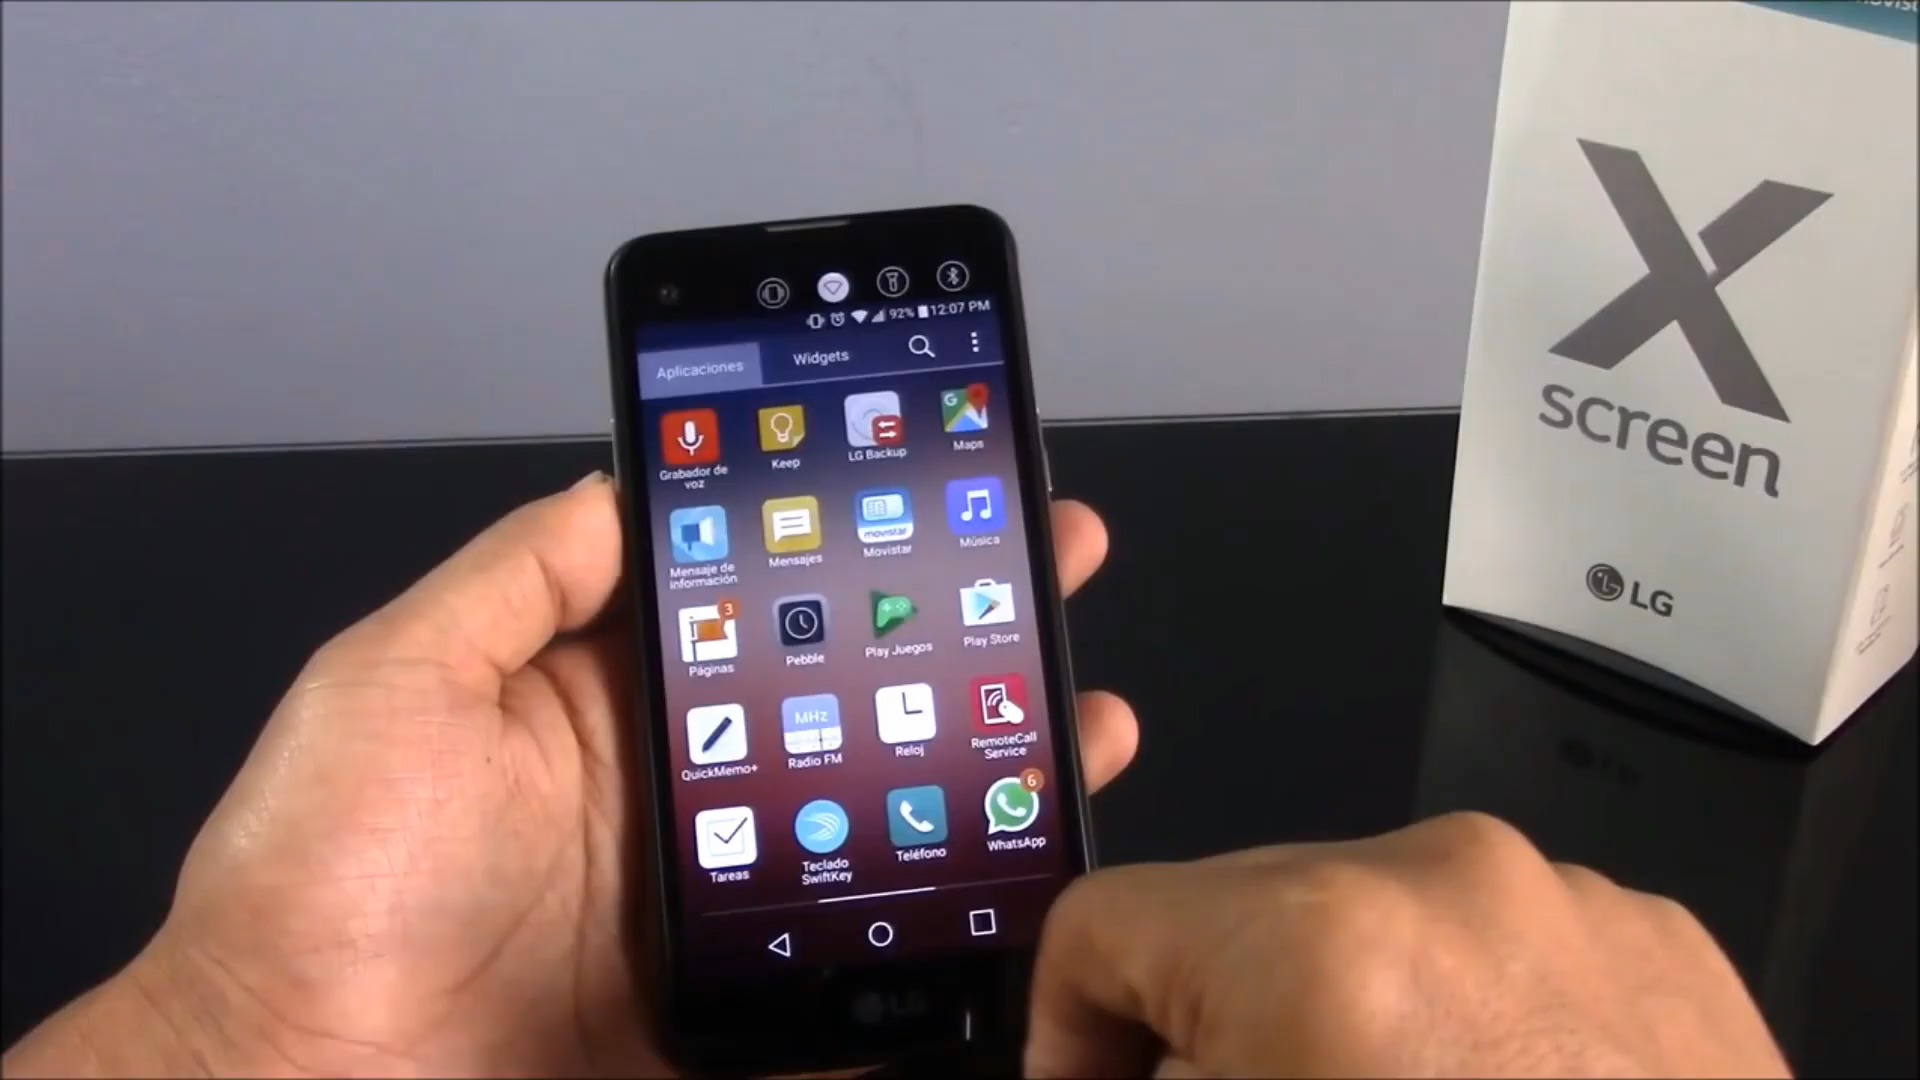 92% 12:07 PM
Aplicaciones
Widgets
Grabador de
voz
Keep
LG Backup
G
Maps
Mensaje de
información
Mensajes
movistar
Movistar
Música
3
Páginas
Pebble
Play Juegos
Play Store
QuickMemo+
MHz
Radio FM
Reloj
RemoteCall
Service
Tareas
Teclado
SwiftKey
Teléfono
6
WhatsApp
LG
X
screen
LG